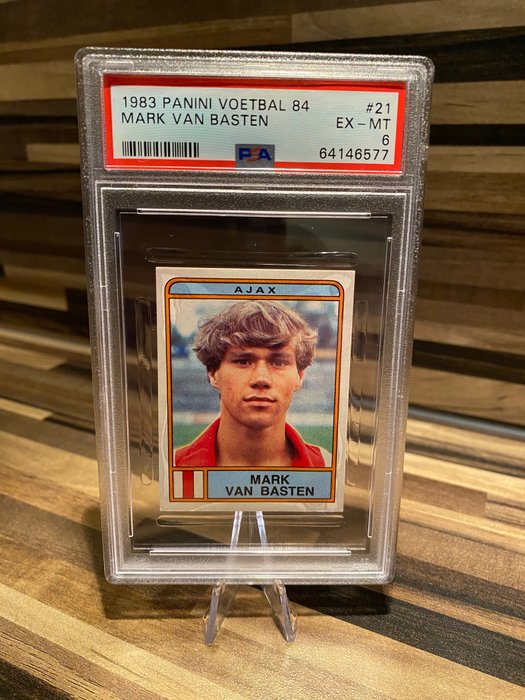 1983 PANINI VOETBAL 84 #21
MARK VAN BASTEN EX - MT
6
PSA 64146577
AJAX
MARK
VAN BASTEN